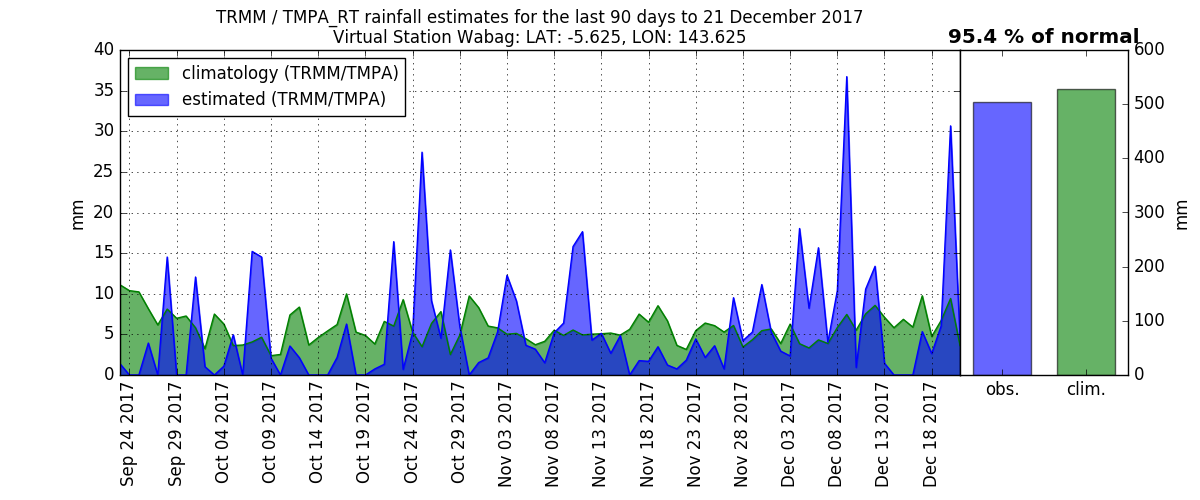 TRMM / TMPA_RT rainfall estimates for the last 90 days to 21 December 2017
Virtual Station Wabag: LAT: -5.625, LON: 143.625
95.4 % of normal
climatology (TRMM/TMPA)
estimated (TRMM/TMPA)
mm
40
35
30
25
20
15
10
5
0
Sep 24 2017
Sep 29 2017
Oct 04 2017
Oct 09 2017
Oct 14 2017
Oct 19 2017
Oct 24 2017
Oct 29 2017
Nov 03 2017
Nov 08 2017
Nov 13 2017
Nov 18 2017
Nov 23 2017
Nov 28 2017
Dec 03 2017
Dec 08 2017
Dec 13 2017
Dec 18 2017
600
500
400
300
200
100
0
mm
obs.
clim.